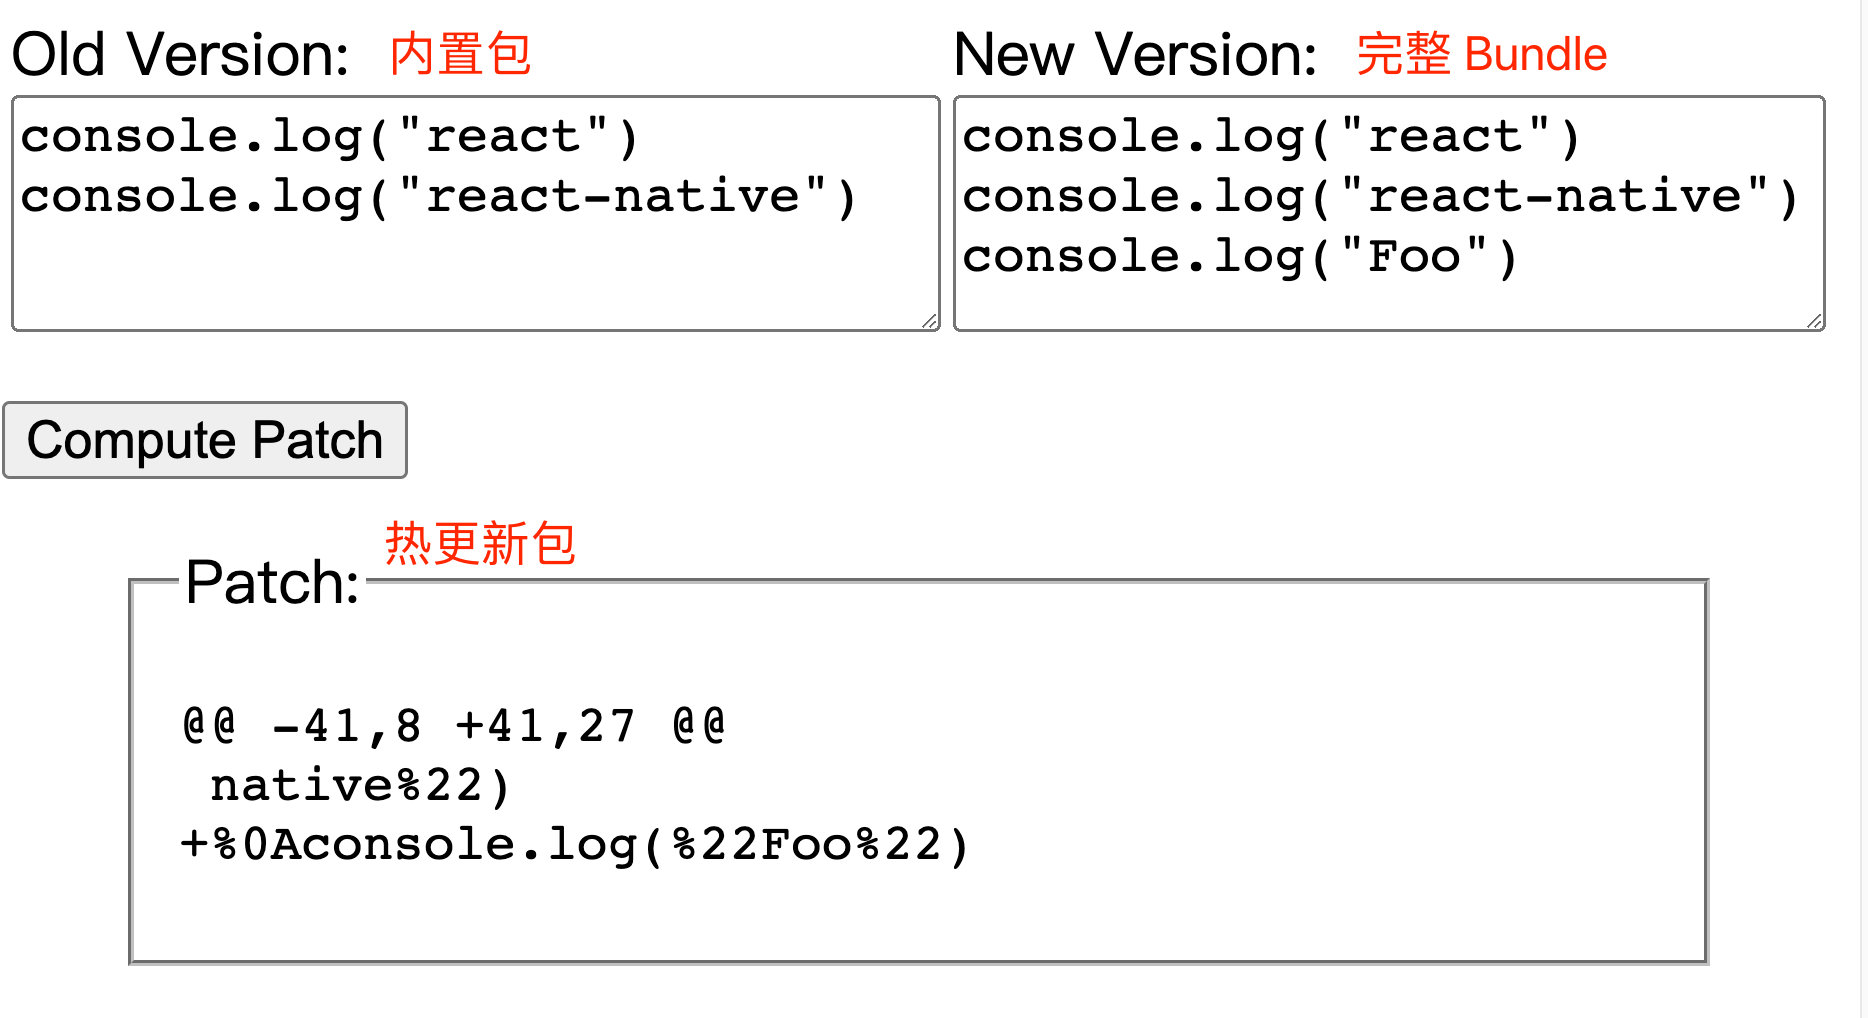 Old Version: 内置包
console.log("react")
console.log("react-native")
New Version: 完整 Bundle
console.log("react")
console.log("react-native")
console.log("Foo")
Compute Patch
Patch: 热更新包
@@ -41,8 +41,27 @@
 native%22)
+%0Aconsole.log(%22Foo%22)